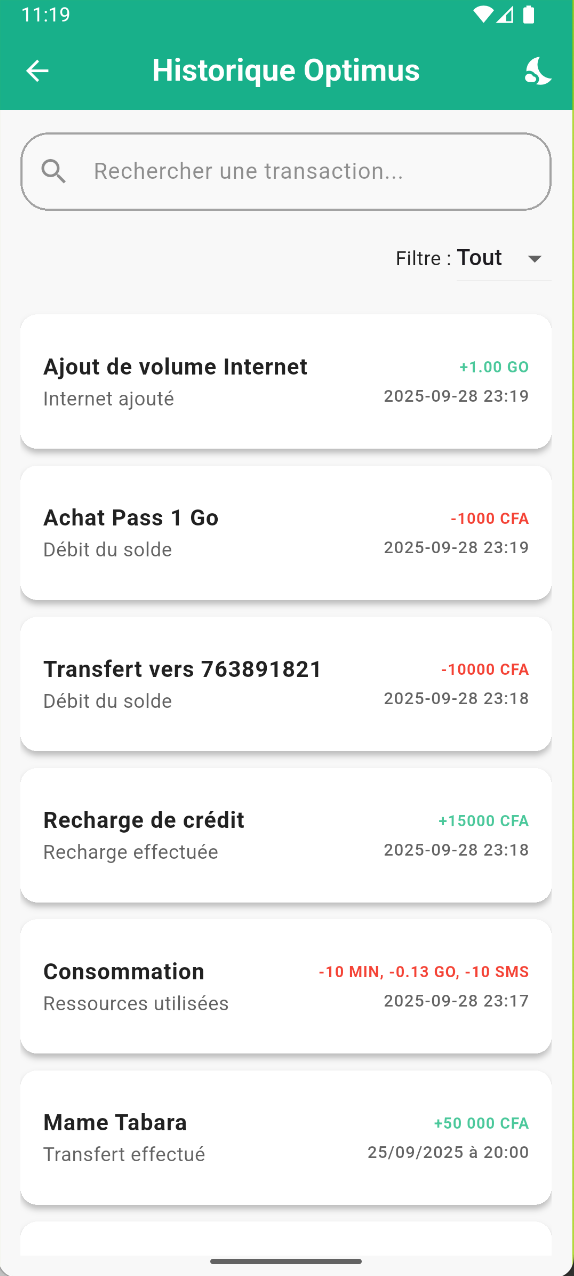 11:19
Historique Optimus
Rechercher une transaction...
Filtre : Tout
Ajout de volume Internet
+1.00 GO
Internet ajouté
2025-09-28 23:19
Achat Pass 1 Go
-1000 CFA
Débit du solde
2025-09-28 23:19
Transfert vers 763891821
-10000 CFA
Débit du solde
2025-09-28 23:18
Recharge de crédit
+15000 CFA
Recharge effectuée
2025-09-28 23:18
Consommation
-10 MIN, -0.13 GO, -10 SMS
Ressources utilisées
2025-09-28 23:17
Mame Tabara
+50 000 CFA
Transfert effectué
25/09/2025 à 20:00